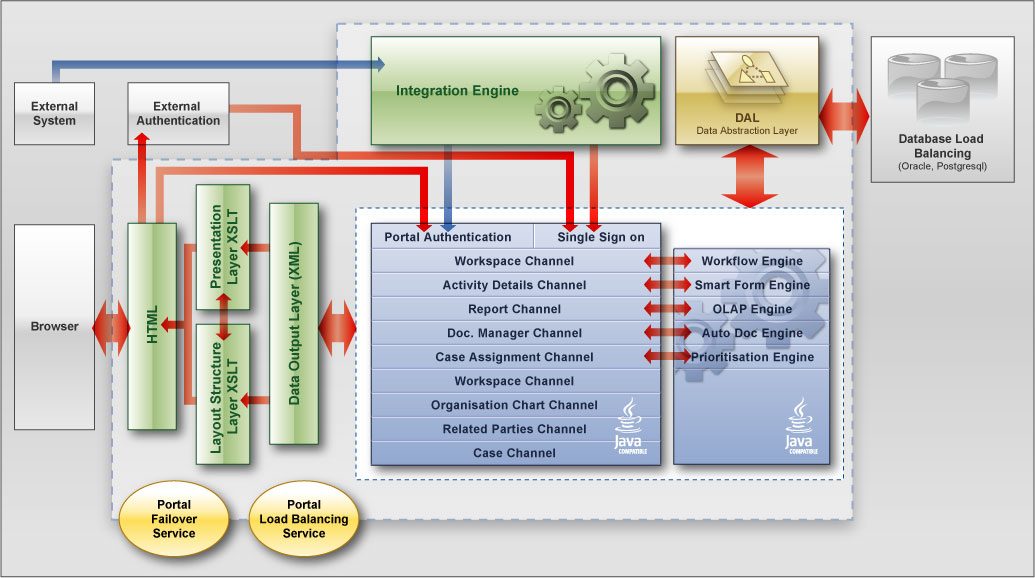 Integration Engine
DAL
Data Abstraction Layer
External
System
External
Authentication
Database Load
Balancing
(Oracle, Postgresql)
Browser
HTML
Presentation
Layer XSLT
Layout Structure
Layer XSLT
Data Output Layer (XML)
Portal Authentication
Single Sign on
Workspace Channel
Activity Details Channel
Report Channel
Doc. Manager Channel
Case Assignment Channel
Workspace Channel
Organisation Chart Channel
Related Parties Channel
Case Channel
Java
COMPATIBLE
Workflow Engine
Smart Form Engine
OLAP Engine
Auto Doc Engine
Prioritisation Engine
Java
COMPATIBLE
Portal
Failover
Service
Portal
Load Balancing
Service